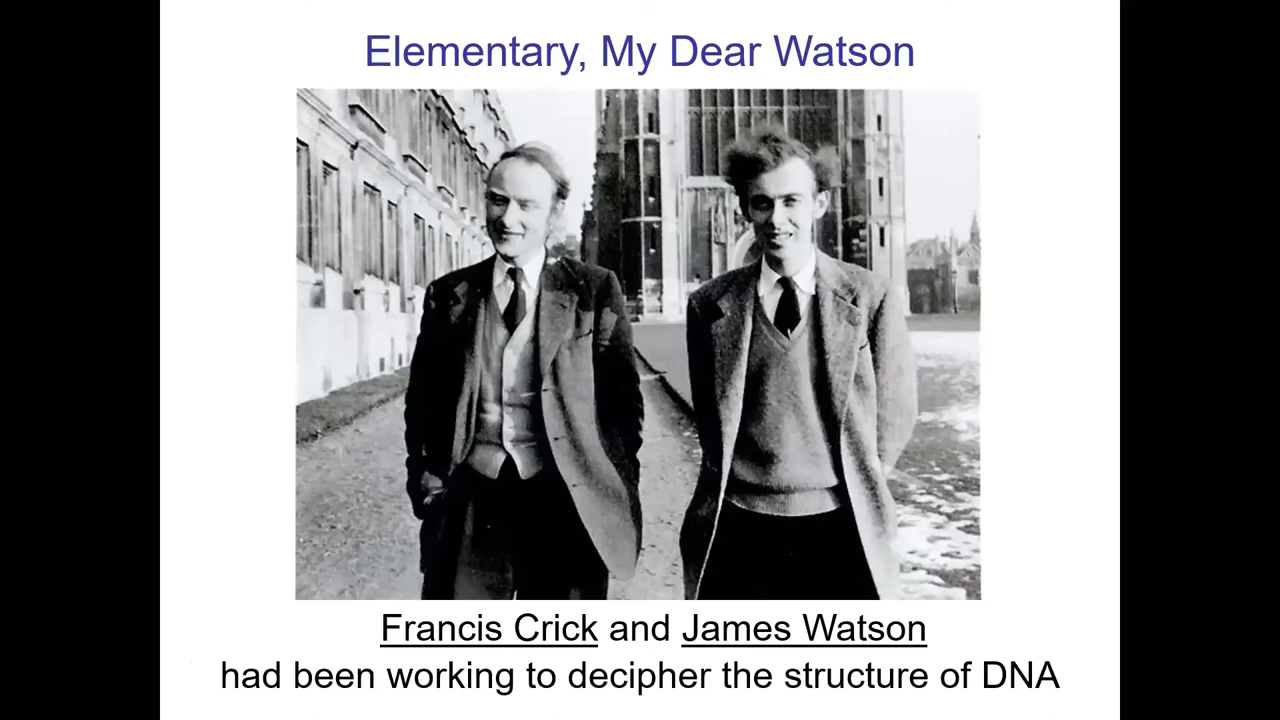 Elementary, My Dear Watson
Francis Crick and James Watson
had been working to decipher the structure of DNA